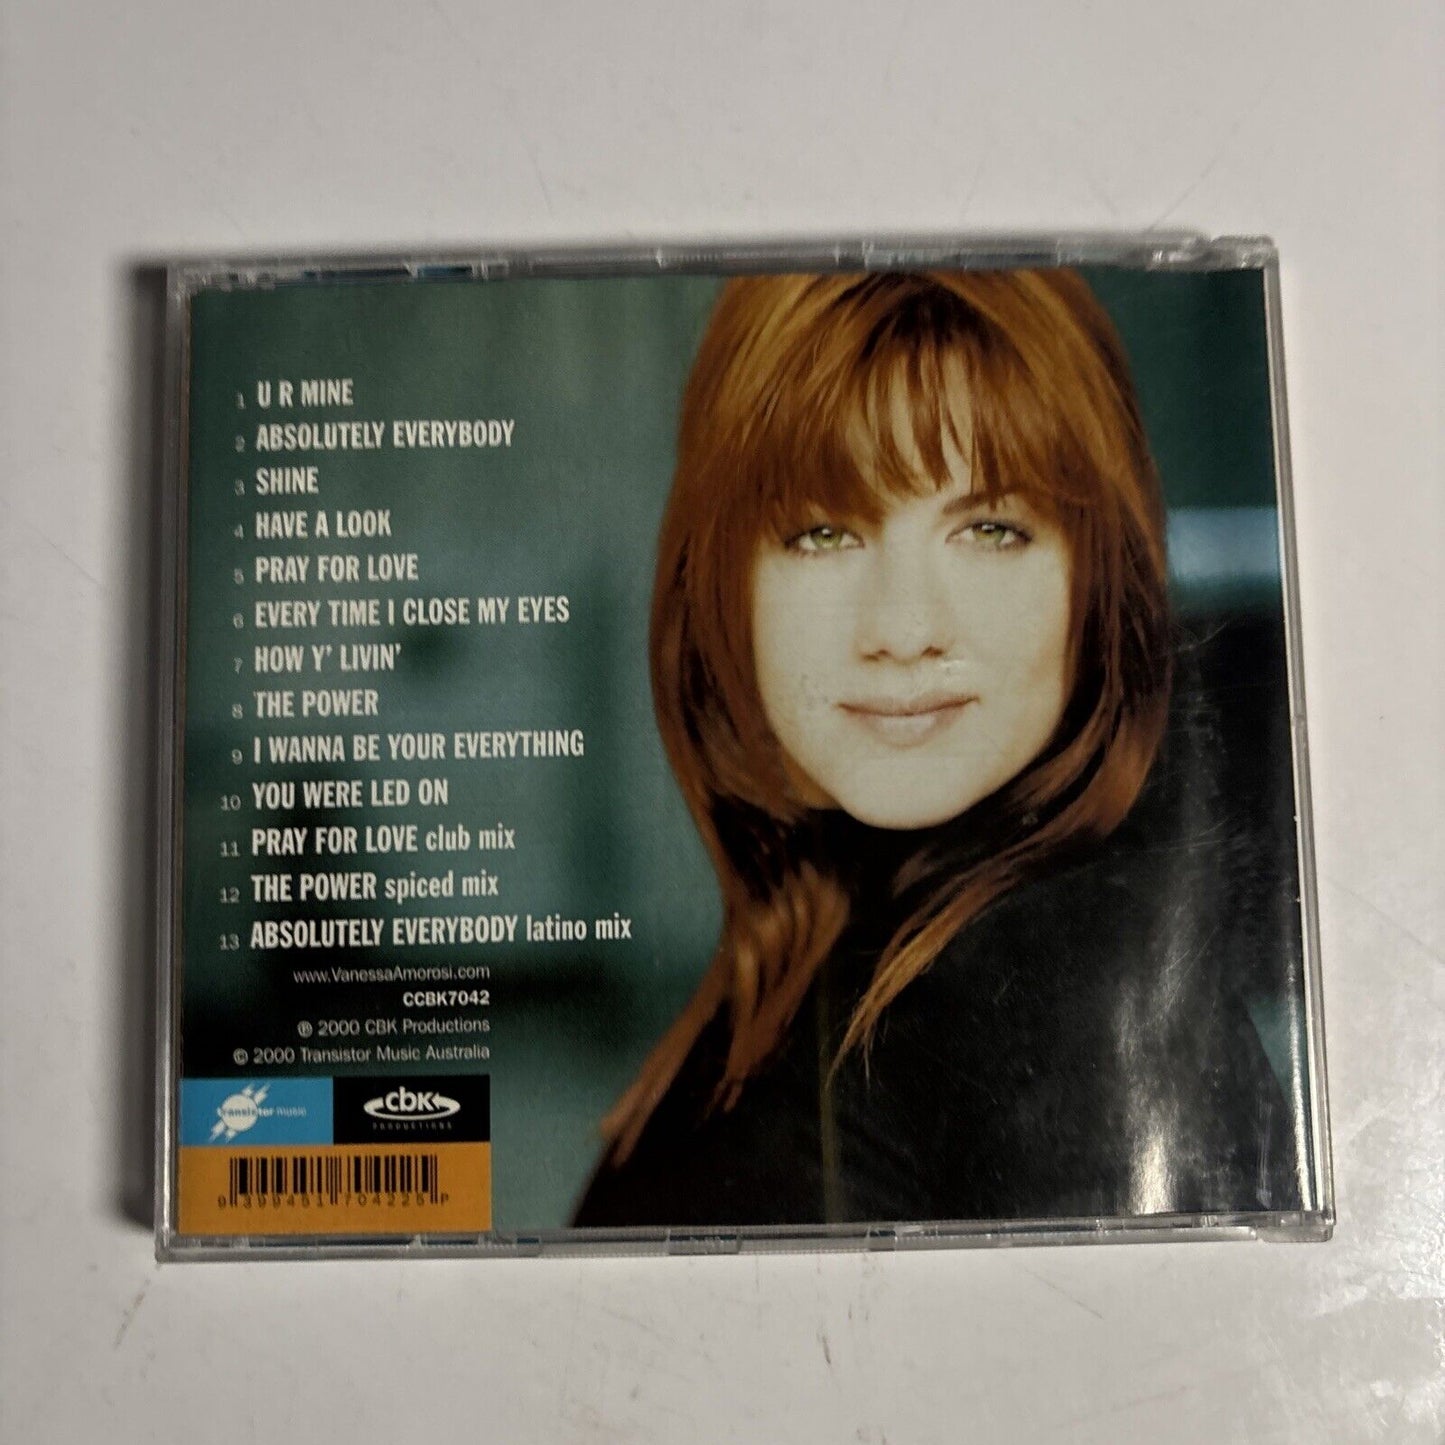 1 U R MINE
2 ABSOLUTELY EVERYBODY
3 SHINE
4 HAVE A LOOK
5 PRAY FOR LOVE
6 EVERY TIME I CLOSE MY EYES
7 HOW Y' LIVIN'
8 THE POWER
9 I WANNA BE YOUR EVERYTHING
10 YOU WERE LED ON
11 PRAY FOR LOVE club mix
12 THE POWER spiced mix
13 ABSOLUTELY EVERYBODY latino mix
www.VanessaAmorosi.com
CCBK7042
℗ 2000 CBK Productions
© 2000 Transistor Music Australia
transistor music
cbk
PRODUCTIONS
9 399451 704225 P